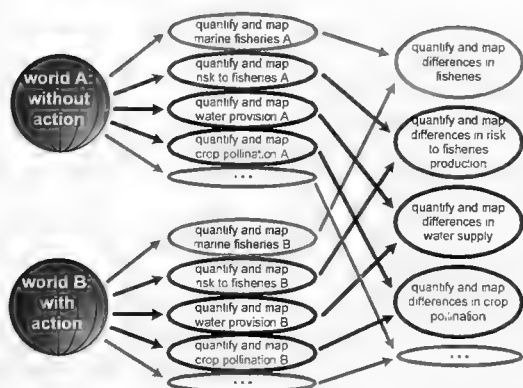 world A:
without
action
quantify and map
marine fisheries A
quantify and map
risk to fisheries A
quantify and map
water provision A
quantify and map
crop pollination A
...
world B:
with
action
quantify and map
marine fisheries B
quantify and map
risk to fisheries B
quantify and map
water provision B
quantify and map
crop pollination B
...
quantify and map
differences in
fisheries
quantify and map
differences in risk
to fisheries
production
quantify and map
differences in
water supply
quantify and map
differences in crop
pollination
...